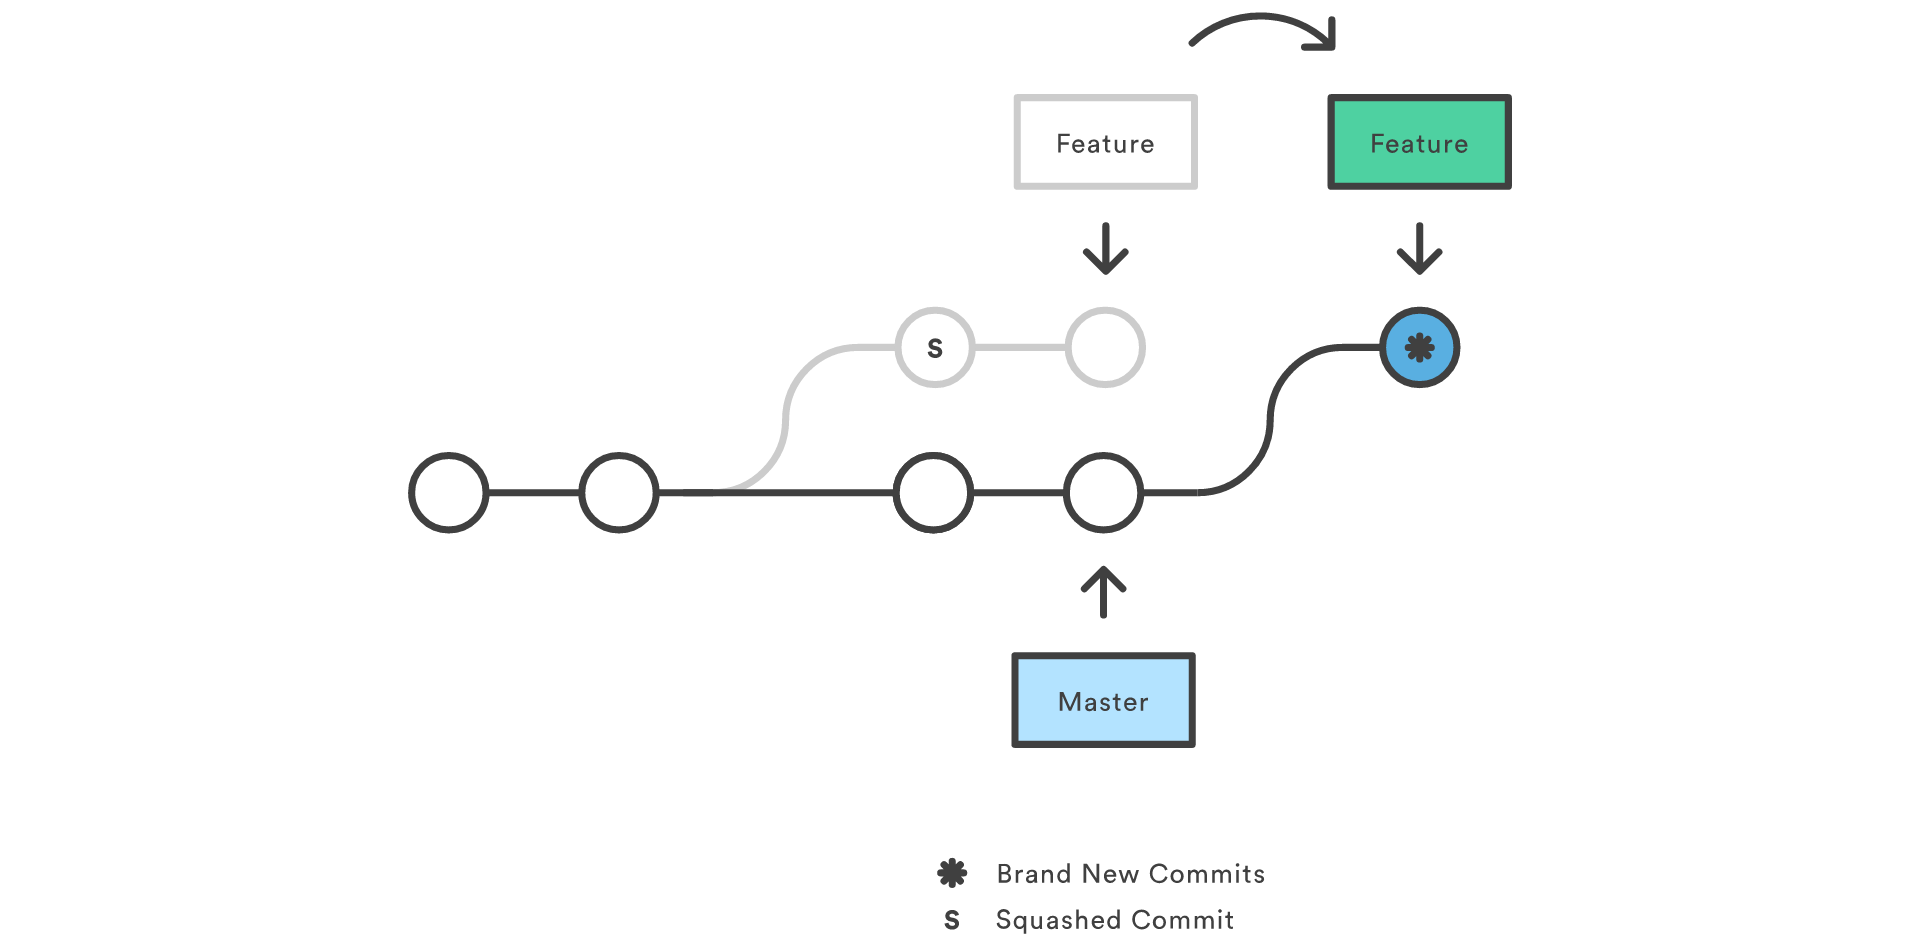 Feature
Feature
S
Master
✱ Brand New Commits
S Squashed Commit